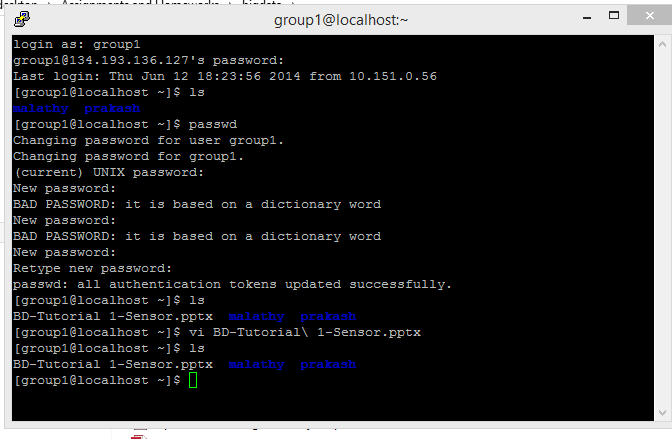 Assignments and Homeworks bigdata
group1@localhost:~
login as: group1
group1@134.193.136.127's password:
Last login: Thu Jun 12 18:23:56 2014 from 10.151.0.56
[group1@localhost ~]$ ls
malathy prakash
[group1@localhost ~]$ passwd
Changing password for user group1.
Changing password for group1.
(current) UNIX password:
New password:
BAD PASSWORD: it is based on a dictionary word
New password:
BAD PASSWORD: it is based on a dictionary word
New password:
Retype new password:
passwd: all authentication tokens updated successfully.
[group1@localhost ~]$ ls
BD-Tutorial 1-Sensor.pptx malathy prakash
[group1@localhost ~]$ vi BD-Tutorial\ 1-Sensor.pptx
[group1@localhost ~]$ ls
BD-Tutorial 1-Sensor.pptx malathy prakash
[group1@localhost ~]$